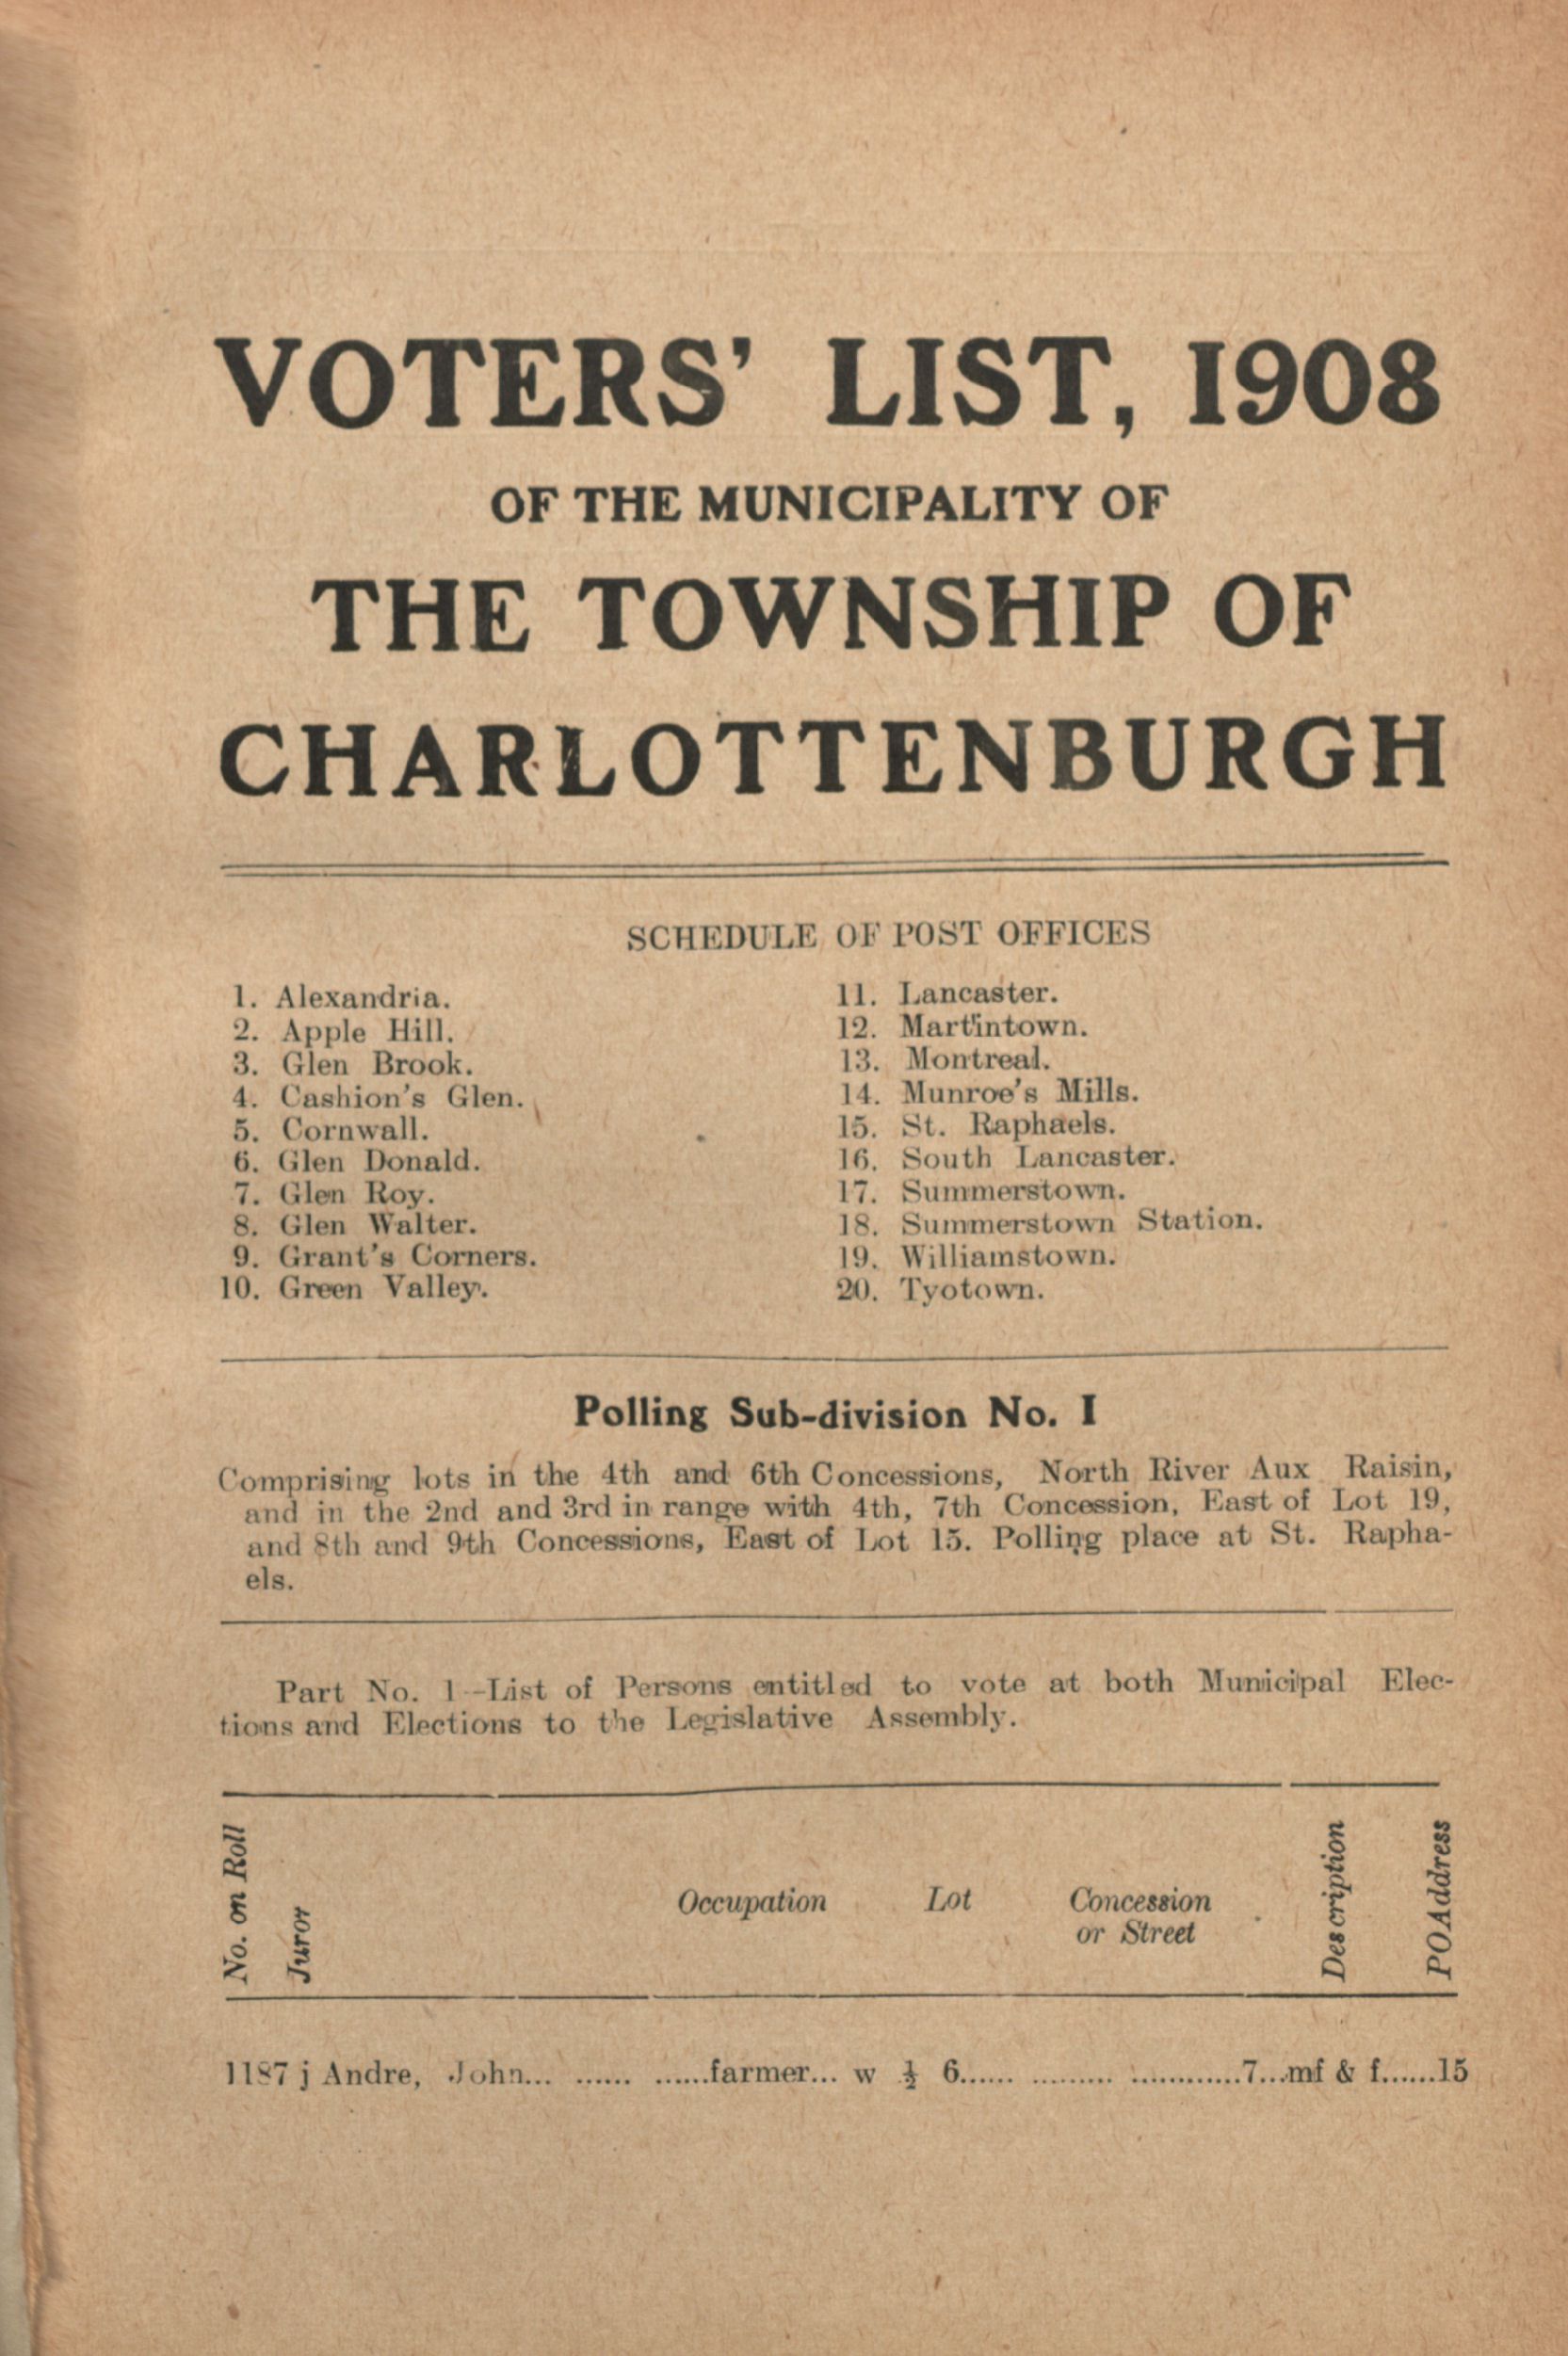 VOTERS' LIST, 1908
OF THE MUNICIPALITY OF
THE TOWNSHIP OF
CHARLOTTENBURGH
SCHEDULE OF POST OFFICES
1. Alexandria.
2. Apple Hill.
3. Glen Brook.
4. Cashion's Glen.
5. Cornwall.
6. Glen Donald.
7. Glen Roy.
8. Glen Walter.
9. Grant's Corners.
10. Green Valley.
11. Lancaster.
12. Martintown.
13. Montreal.
14. Munroe's Mills.
15. St. Raphaels.
16. South Lancaster.
17. Summerstown.
18. Summerstown Station.
19. Williamstown.
20. Tyotown.
Polling Sub-division No. I
Comprising lots in the 4th and 6th Concessions, North River Aux Raisin,
and in the 2nd and 3rd in range with 4th, 7th Concession, East of Lot 19,
and 8th and 9th Concessions, East of Lot 15. Polling place at St. Rapha-
els.
Part No. 1--List of Persons entitled to vote at both Municipal Elec-
tions and Elections to the Legislative Assembly.
No. on Roll
Juror
Occupation
Lot
Concession
or Street
Description
POAddress
1187 j Andre, John... ...... ......farmer... w ½ 6...... ......... ............7...mf & f......15